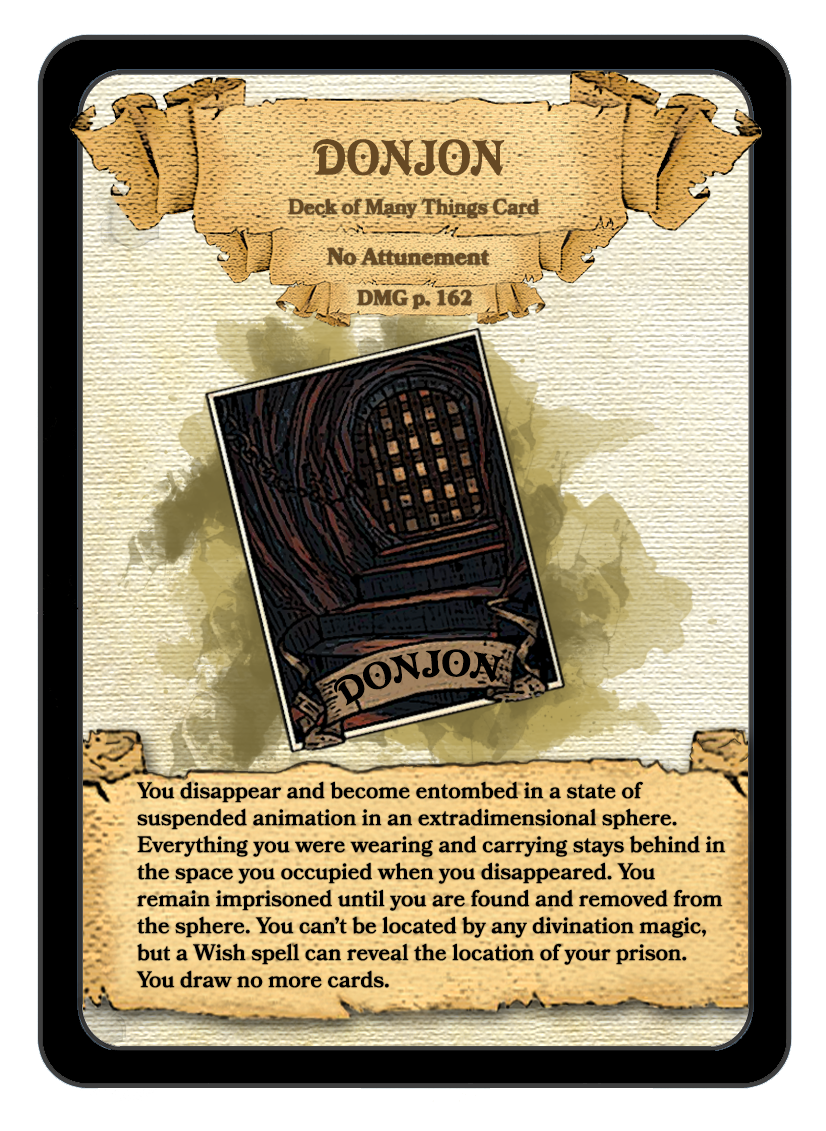 DONJON
Deck of Many Things Card
No Attunement
DMG p. 162
DONJON
You disappear and become entombed in a state of
suspended animation in an extradimensional sphere.
Everything you were wearing and carrying stays behind in
the space you occupied when you disappeared. You
remain imprisoned until you are found and removed from
the sphere. You can't be located by any divination magic,
but a Wish spell can reveal the location of your prison.
You draw no more cards.